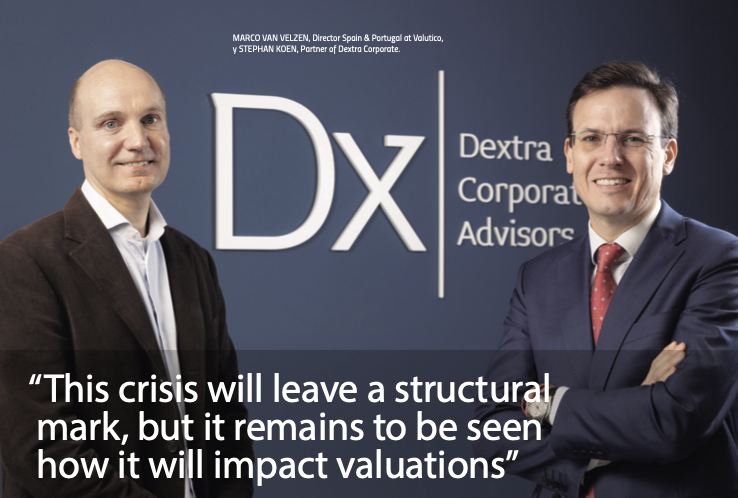 MARCO VAN VELZEN, Director Spain & Portugal at Valutico,
y STEPHAN KOEN, Partner of Dextra Corporate.
Dx
Dextra
Corporat
Advisors
“This crisis will leave a structural
mark, but it remains to be seen
how it will impact valuations”